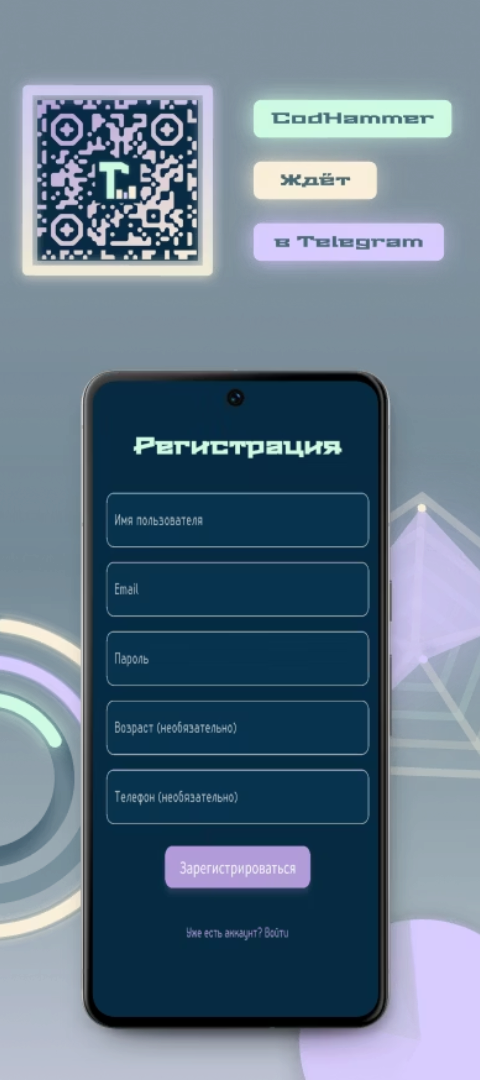 CodHammer
Ждёт
в Telegram
Регистрация
Имя пользователя
Email
Пароль
Возраст (необязательно)
Телефон (необязательно)
Зарегистрироваться
Уже есть аккаунт? Войти